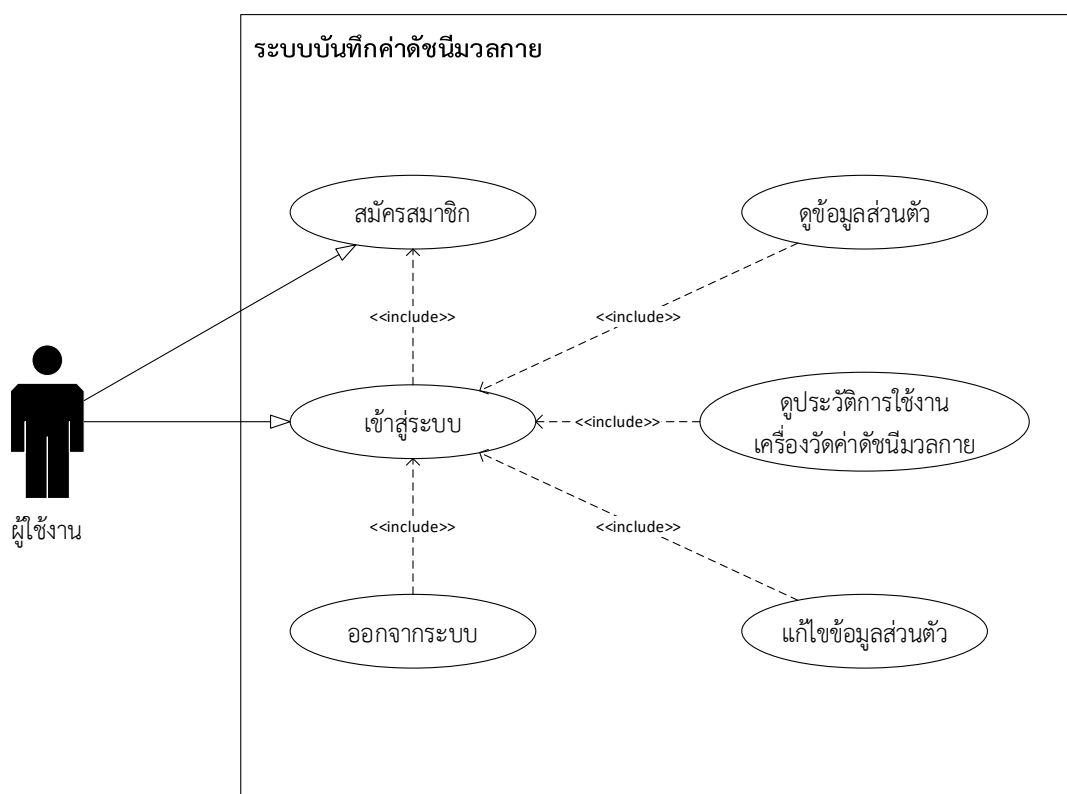 ระบบบันทึกค่าดัชนีมวลกาย
สมัครสมาชิก
ดูข้อมูลส่วนตัว
<<include>>
<<include>>
เข้าสู่ระบบ
<<include>>
ดูประวัติการใช้งาน
เครื่องวัดค่าดัชนีมวลกาย
ผู้ใช้งาน
<<include>>
<<include>>
ออกจากระบบ
แก้ไขข้อมูลส่วนตัว